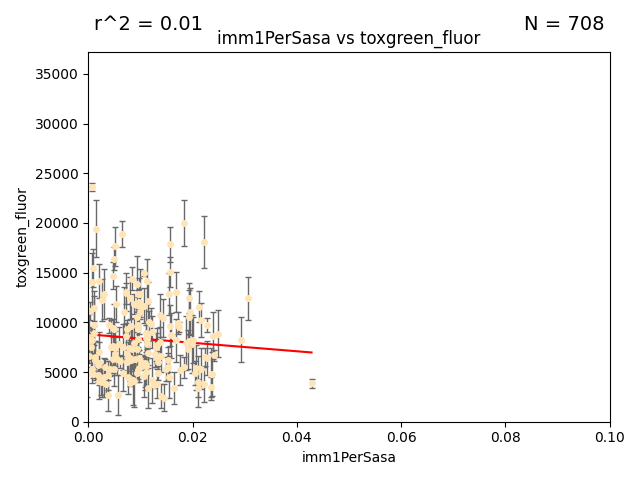 r^2 = 0.01
N = 708
imm1PerSasa vs toxgreen_fluor
35000
30000
25000
20000
15000
10000
5000
0
toxgreen_fluor
0.00
0.02
0.04
0.06
0.08
0.10
imm1PerSasa